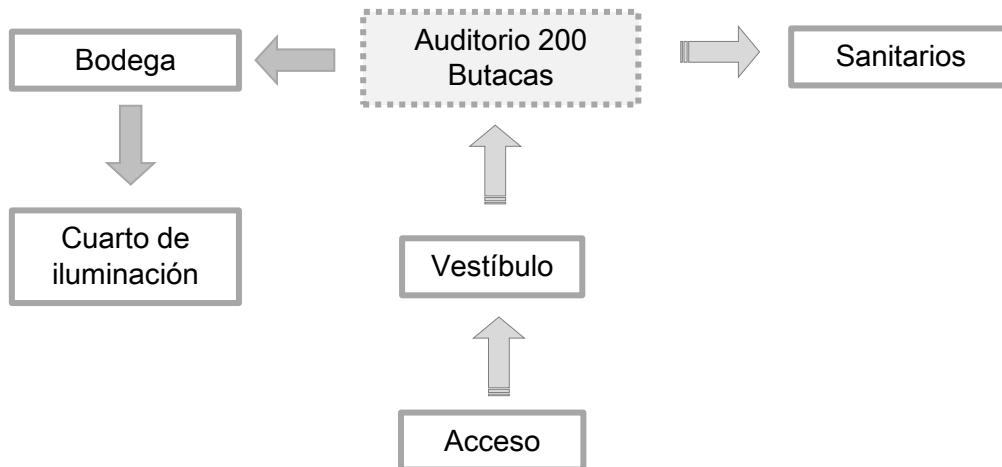 Bodega
Auditorio 200
Butacas
Sanitarios
Cuarto de
iluminación
Vestíbulo
Acceso